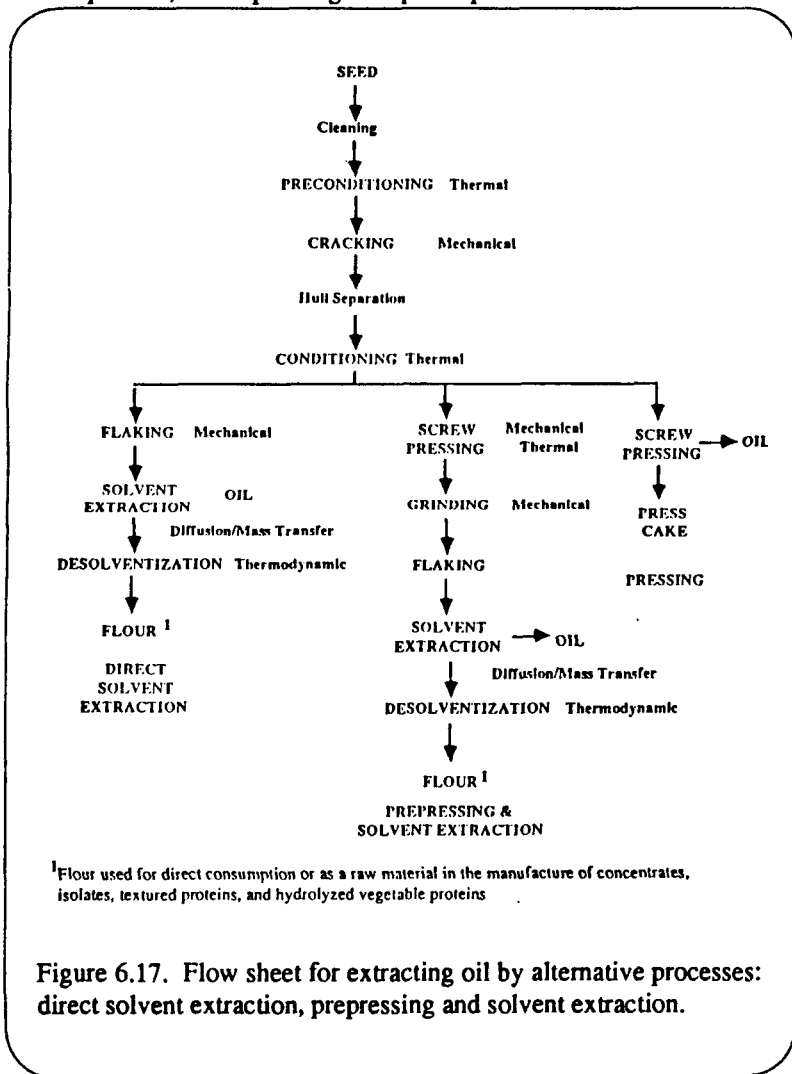 SEED
Cleaning
PRECONDITIONING Thermal
CRACKING Mechanical
Hull Separation
CONDITIONING Thermal
FLAKING Mechanical
SOLVENT OIL
EXTRACTION
Diffusion/Mass Transfer
DESOLVENTIZATION Thermodynamic
FLOUR 1
DIRECT
SOLVENT
EXTRACTION
SCREW Mechanical
PRESSING Thermal
GRINDING Mechanical
FLAKING
SOLVENT
EXTRACTION OIL
Diffusion/Mass Transfer
DESOLVENTIZATION Thermodynamic
FLOUR 1
PREPRESSING &
SOLVENT EXTRACTION
SCREW
PRESSING OIL
PRESS
CAKE
PRESSING
1Flour used for direct consumption or as a raw material in the manufacture of concentrates,
isolates, textured proteins, and hydrolyzed vegetable proteins
Figure 6.17. Flow sheet for extracting oil by alternative processes:
direct solvent extraction, prepressing and solvent extraction.